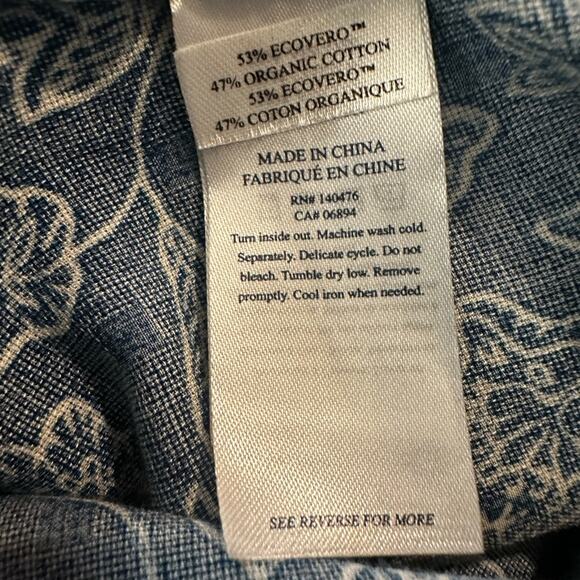 53% ECOVERO™
47% ORGANIC COTTON
53% ECOVERO™
47% COTON ORGANIQUE
MADE IN CHINA
FABRIQUÉ EN CHINE
RN# 140476
CA# 06894
Turn inside out. Machine wash cold.
Separately. Delicate cycle. Do not
bleach. Tumble dry low. Remove
promptly. Cool iron when needed.
SEE REVERSE FOR MORE